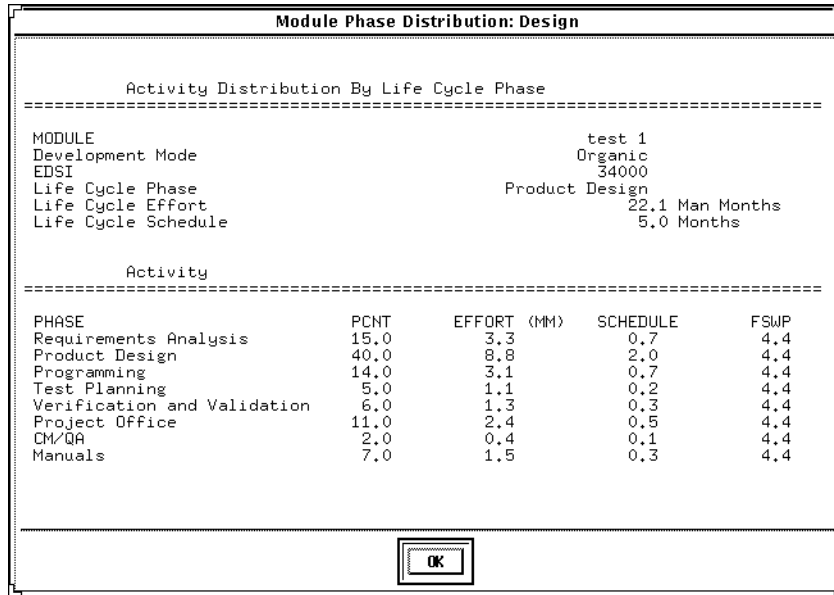 Module Phase Distribution: Design
Activity Distribution By Life Cycle Phase
==============================================================================
MODULE test 1
Development Mode Organic
EDSI 34000
Life Cycle Phase Product Design
Life Cycle Effort 22.1 Man Months
Life Cycle Schedule 5.0 Months
Activity
==============================================================================
PHASE PCNT EFFORT (MM) SCHEDULE FSWP
Requirements Analysis 15.0 3.3 0.7 4.4
Product Design 40.0 8.8 2.0 4.4
Programming 14.0 3.1 0.7 4.4
Test Planning 5.0 1.1 0.2 4.4
Verification and Validation 6.0 1.3 0.3 4.4
Project Office 11.0 2.4 0.5 4.4
CM/QA 2.0 0.4 0.1 4.4
Manuals 7.0 1.5 0.3 4.4
OK